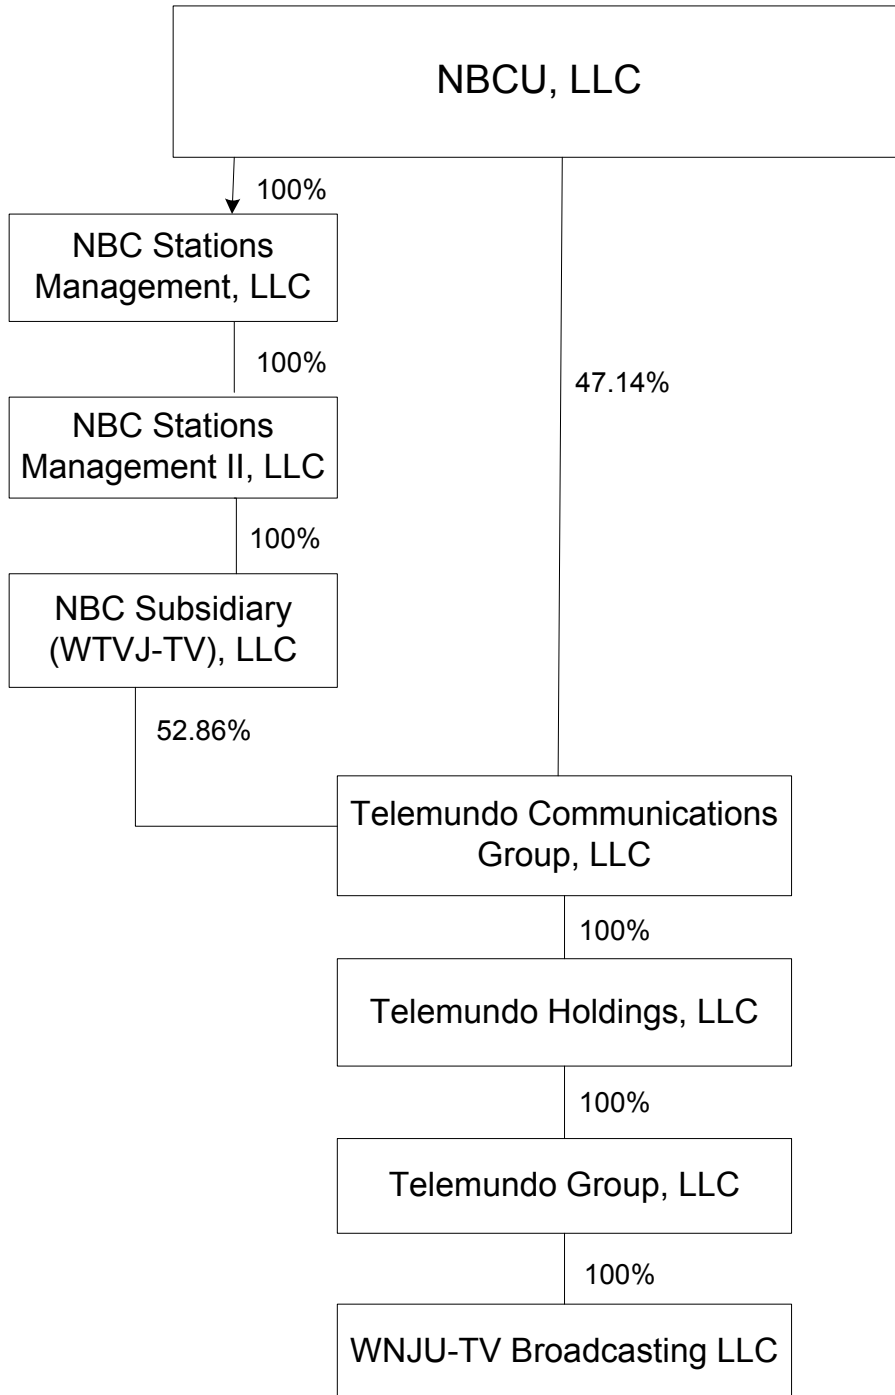 NBCU, LLC
100%
NBC Stations
Management, LLC
100%
47.14%
NBC Stations
Management II, LLC
100%
NBC Subsidiary
(WTVJ-TV), LLC
52.86%
Telemundo Communications
Group, LLC
100%
Telemundo Holdings, LLC
100%
Telemundo Group, LLC
100%
WNJU-TV Broadcasting LLC